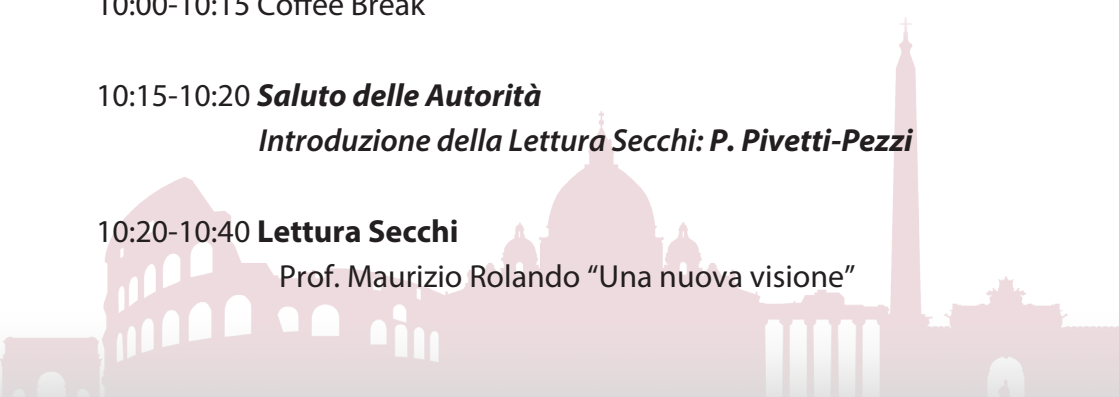 10:00-10:15 Coffee Break
10:15-10:20 Saluto delle Autorità
Introduzione della Lettura Secchi: P. Pivetti-Pezzi
10:20-10:40 Lettura Secchi
Prof. Maurizio Rolando “Una nuova visione”